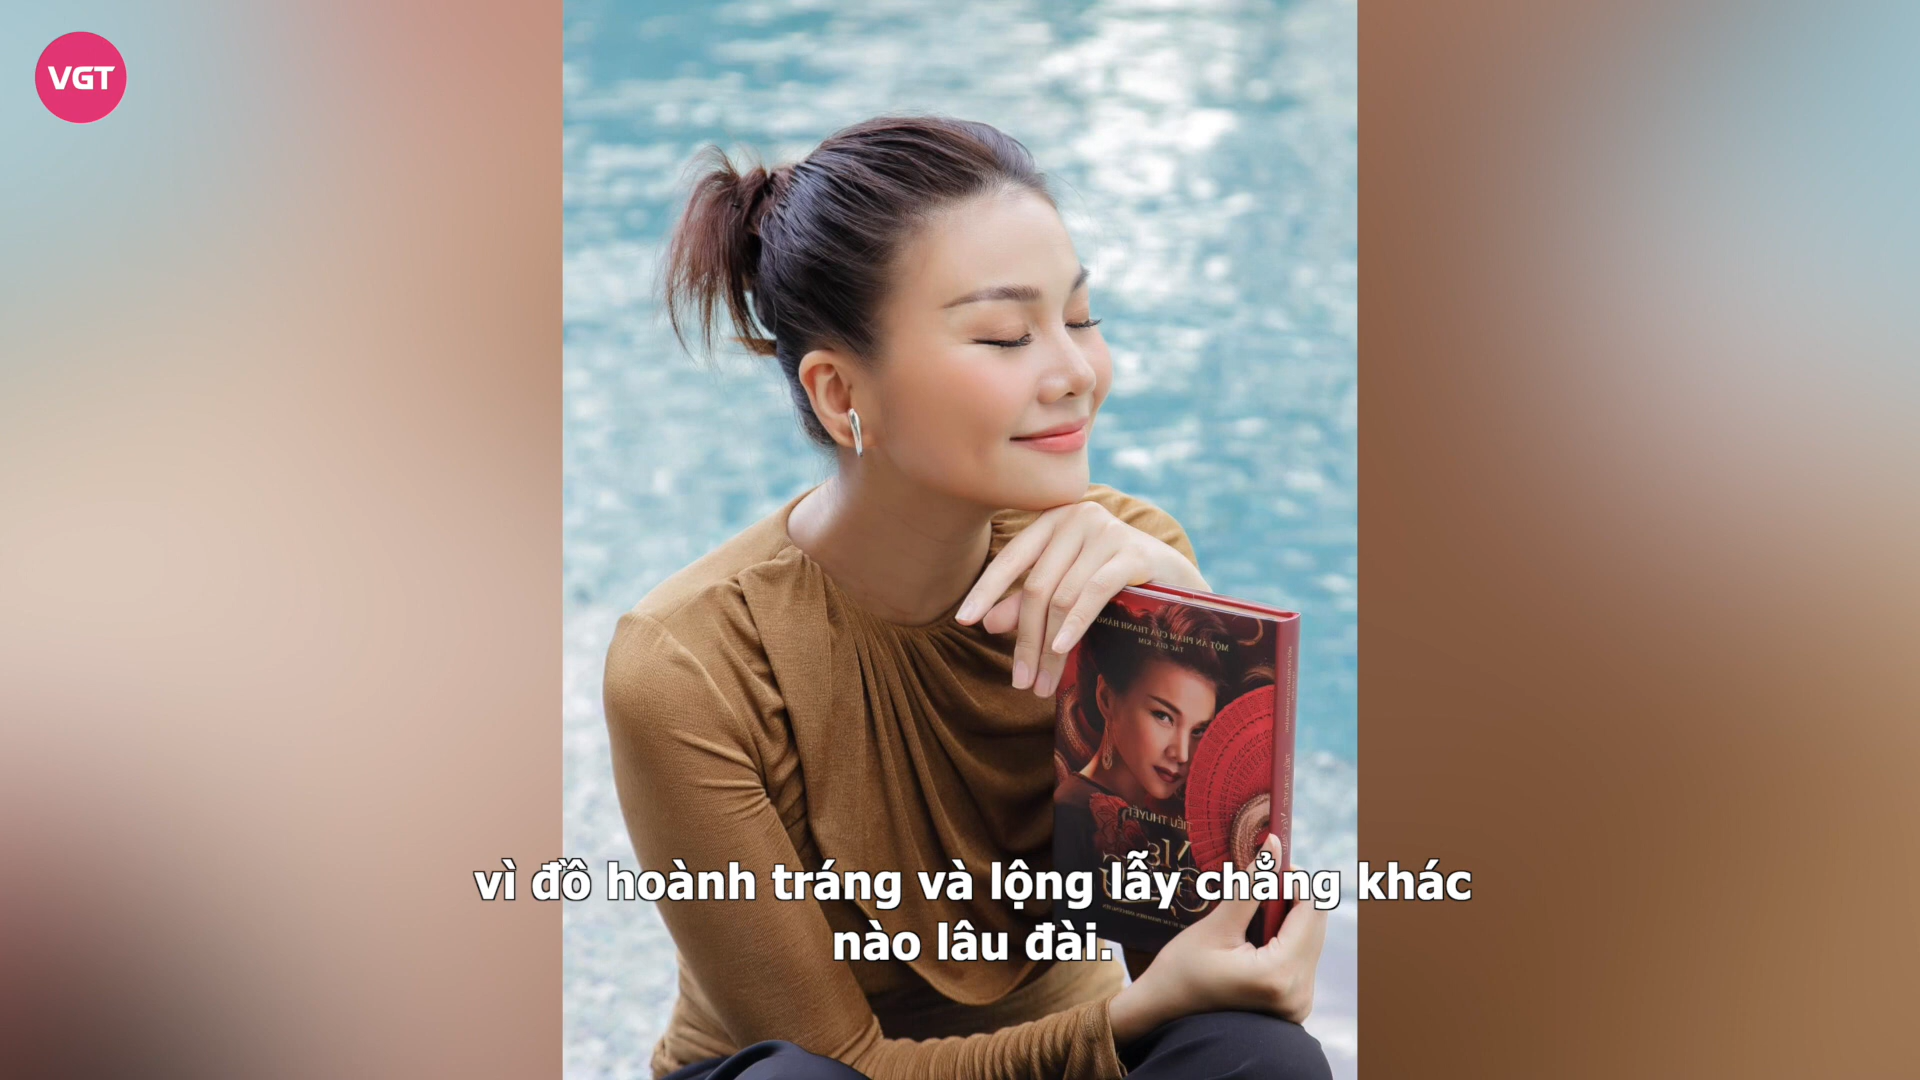 VGT
MỘT ẤN PHẨM CỦA THANH HẰNG
TÁC GIẢ: KIM
TIỂU THUYẾT
vì đồ hoành tráng và lộng lẫy chẳng khác
nào lâu đài.